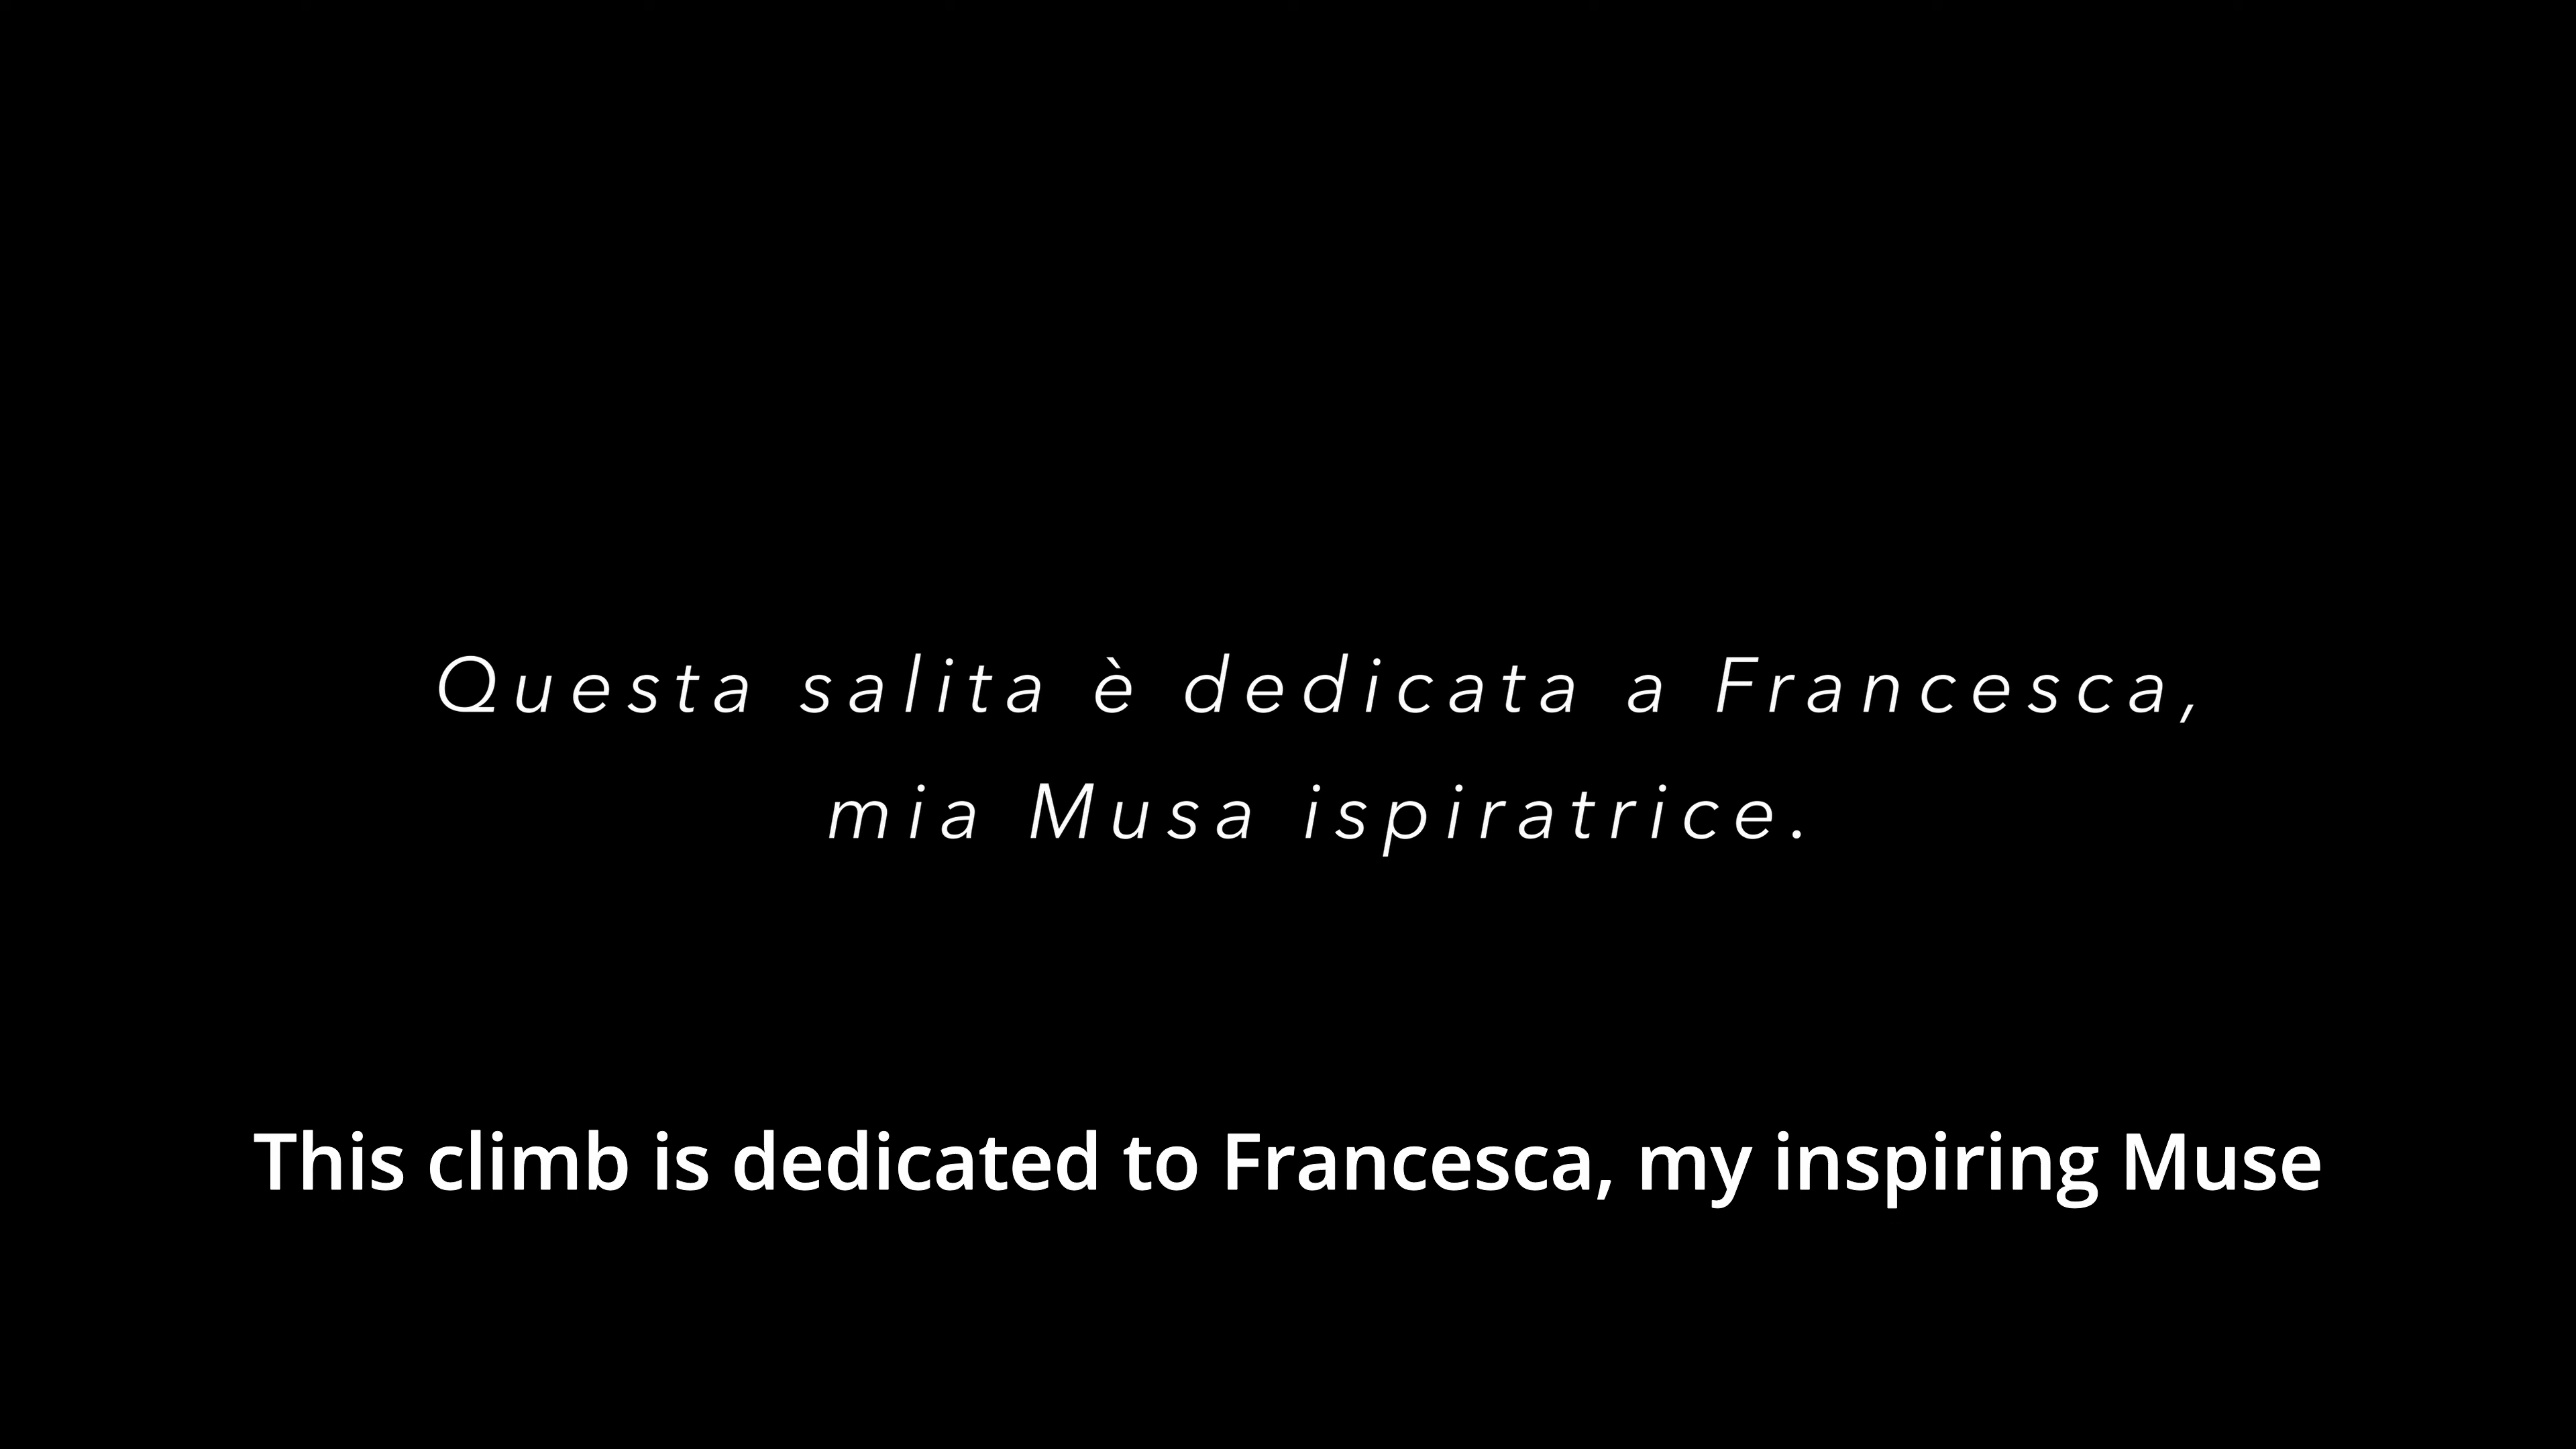 Questa salita è dedicata a Francesca,
mia Musa ispiratrice.
This climb is dedicated to Francesca, my inspiring Muse